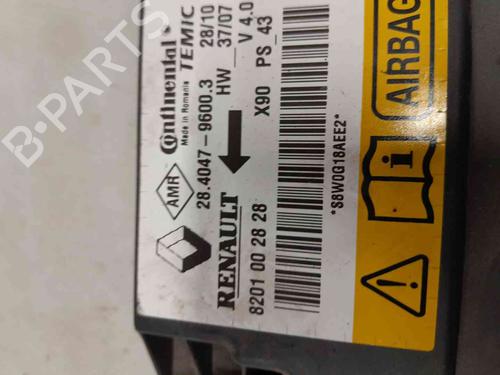 Continental TEMIC
Made in Romania
AMR
28.4047-9600.3 28/10
HW_ 37/07
V 4.0
RENAULT
8201 00 28 28
X90 PS_43
*S8W0G18AEE2*
AIRBAG
i
!
B-Parts